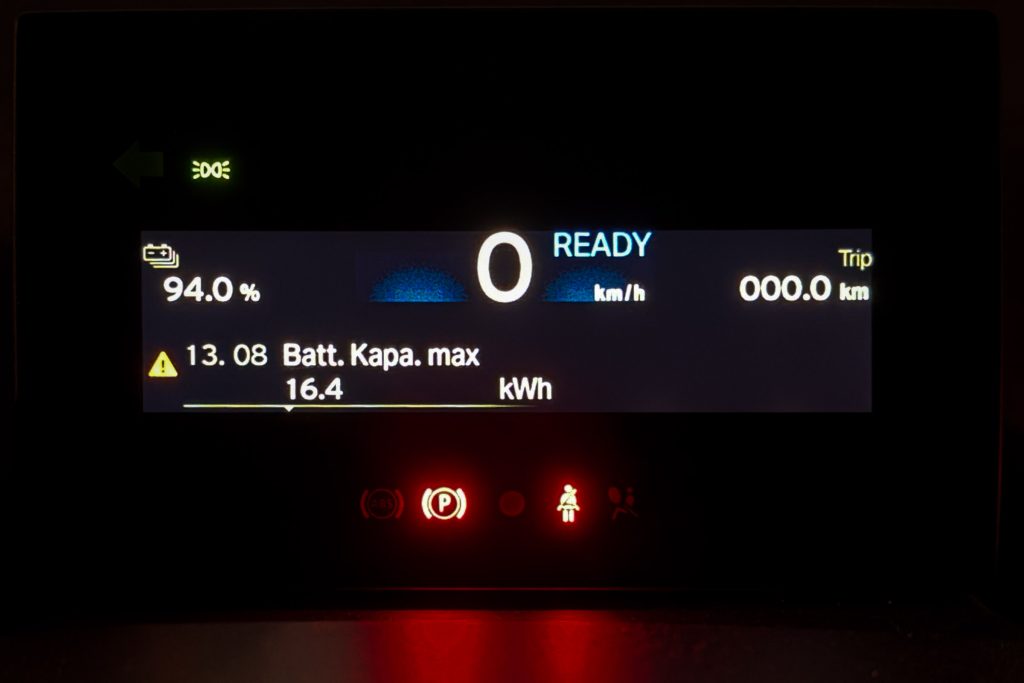 0 READY
km/h
94.0 %
Trip
000.0 km
13. 08 Batt. Kapa. max
16.4 kWh
P